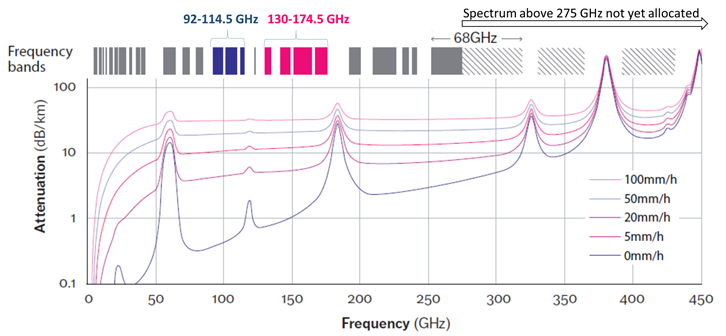 Spectrum above 275 GHz not yet allocated
92-114.5 GHz 130-174.5 GHz
68GHz
Frequency
bands
100
10
1
0.1
Attenuation (dB/km)
100mm/h
50mm/h
20mm/h
5mm/h
0mm/h
0 50 100 150 200 250 300 350 400 450
Frequency (GHz)